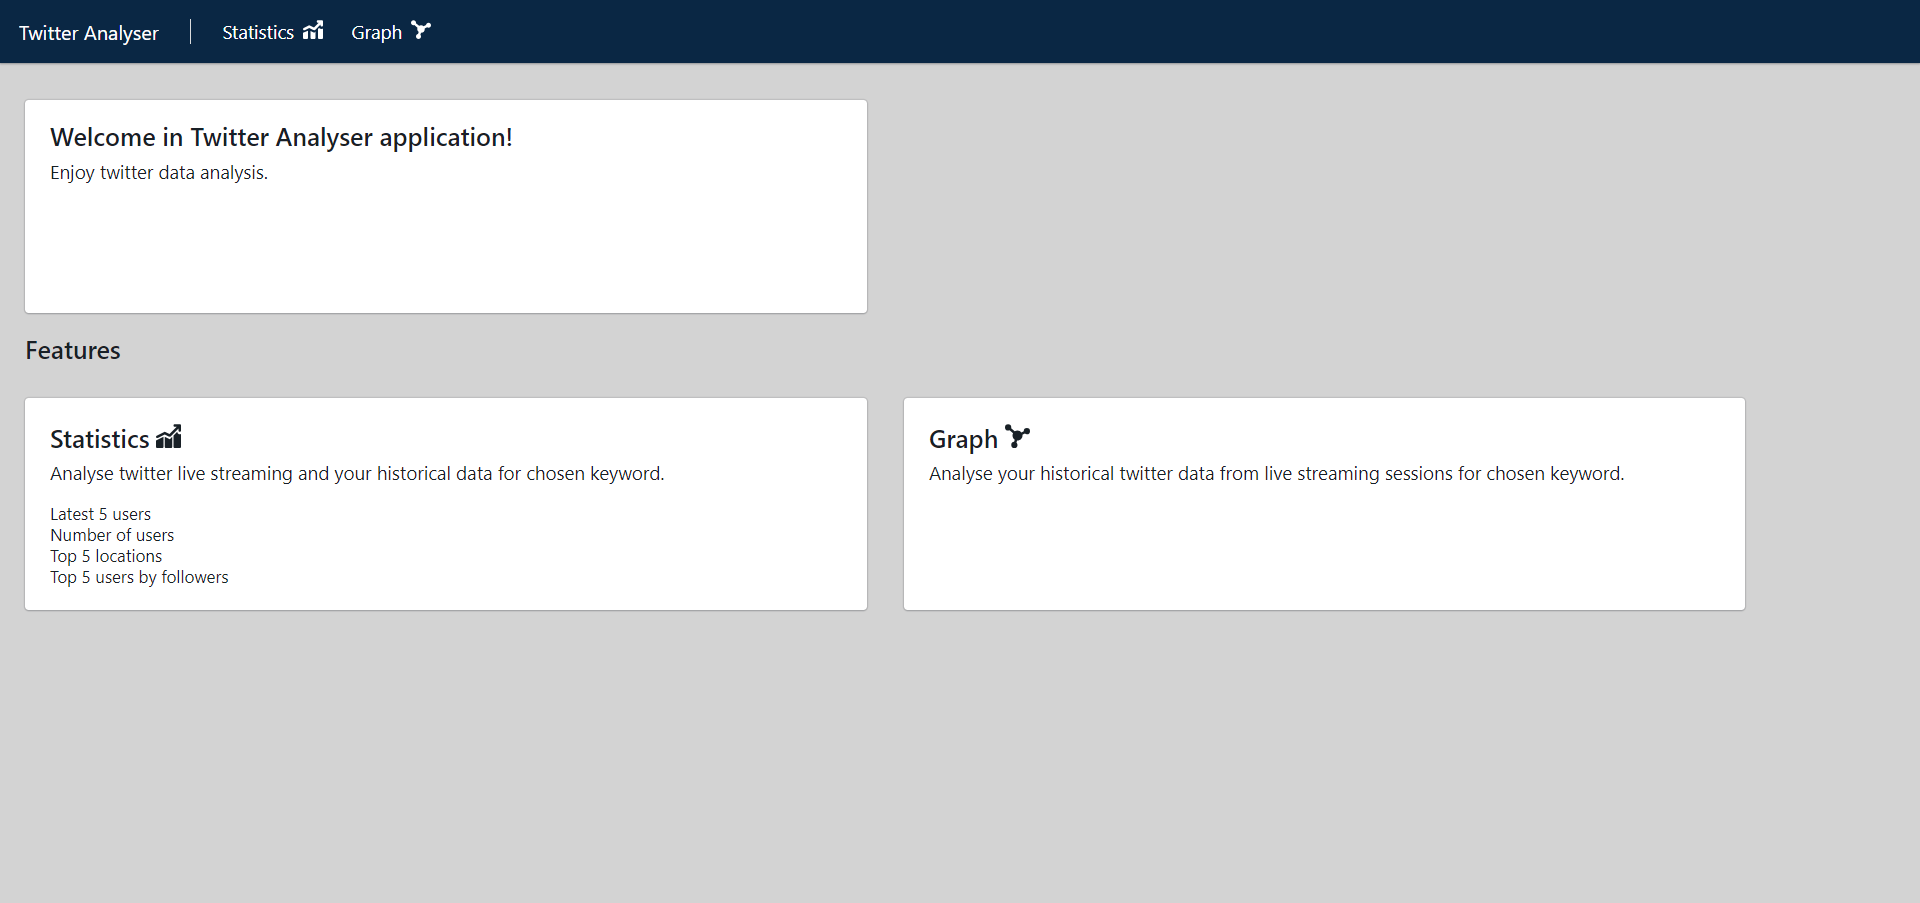 Twitter Analyser
Statistics
Graph
Welcome in Twitter Analyser application!
Enjoy twitter data analysis.
Features
Statistics
Analyse twitter live streaming and your historical data for chosen keyword.
Latest 5 users
Number of users
Top 5 locations
Top 5 users by followers
Graph
Analyse your historical twitter data from live streaming sessions for chosen keyword.